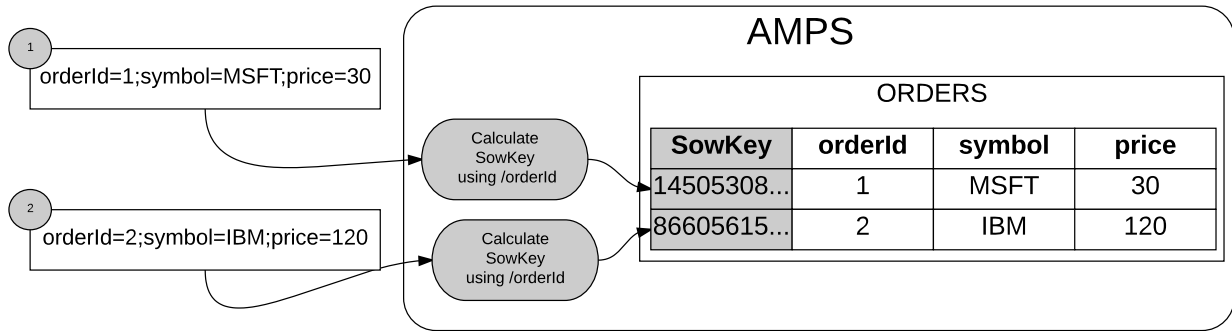 AMPS
1
orderId=1;symbol=MSFT;price=30
ORDERS
Calculate
SowKey
using /orderId
SowKey orderId symbol price
14505308... 1 MSFT 30
86605615... 2 IBM 120
2
orderId=2;symbol=IBM;price=120
Calculate
SowKey
using /orderId